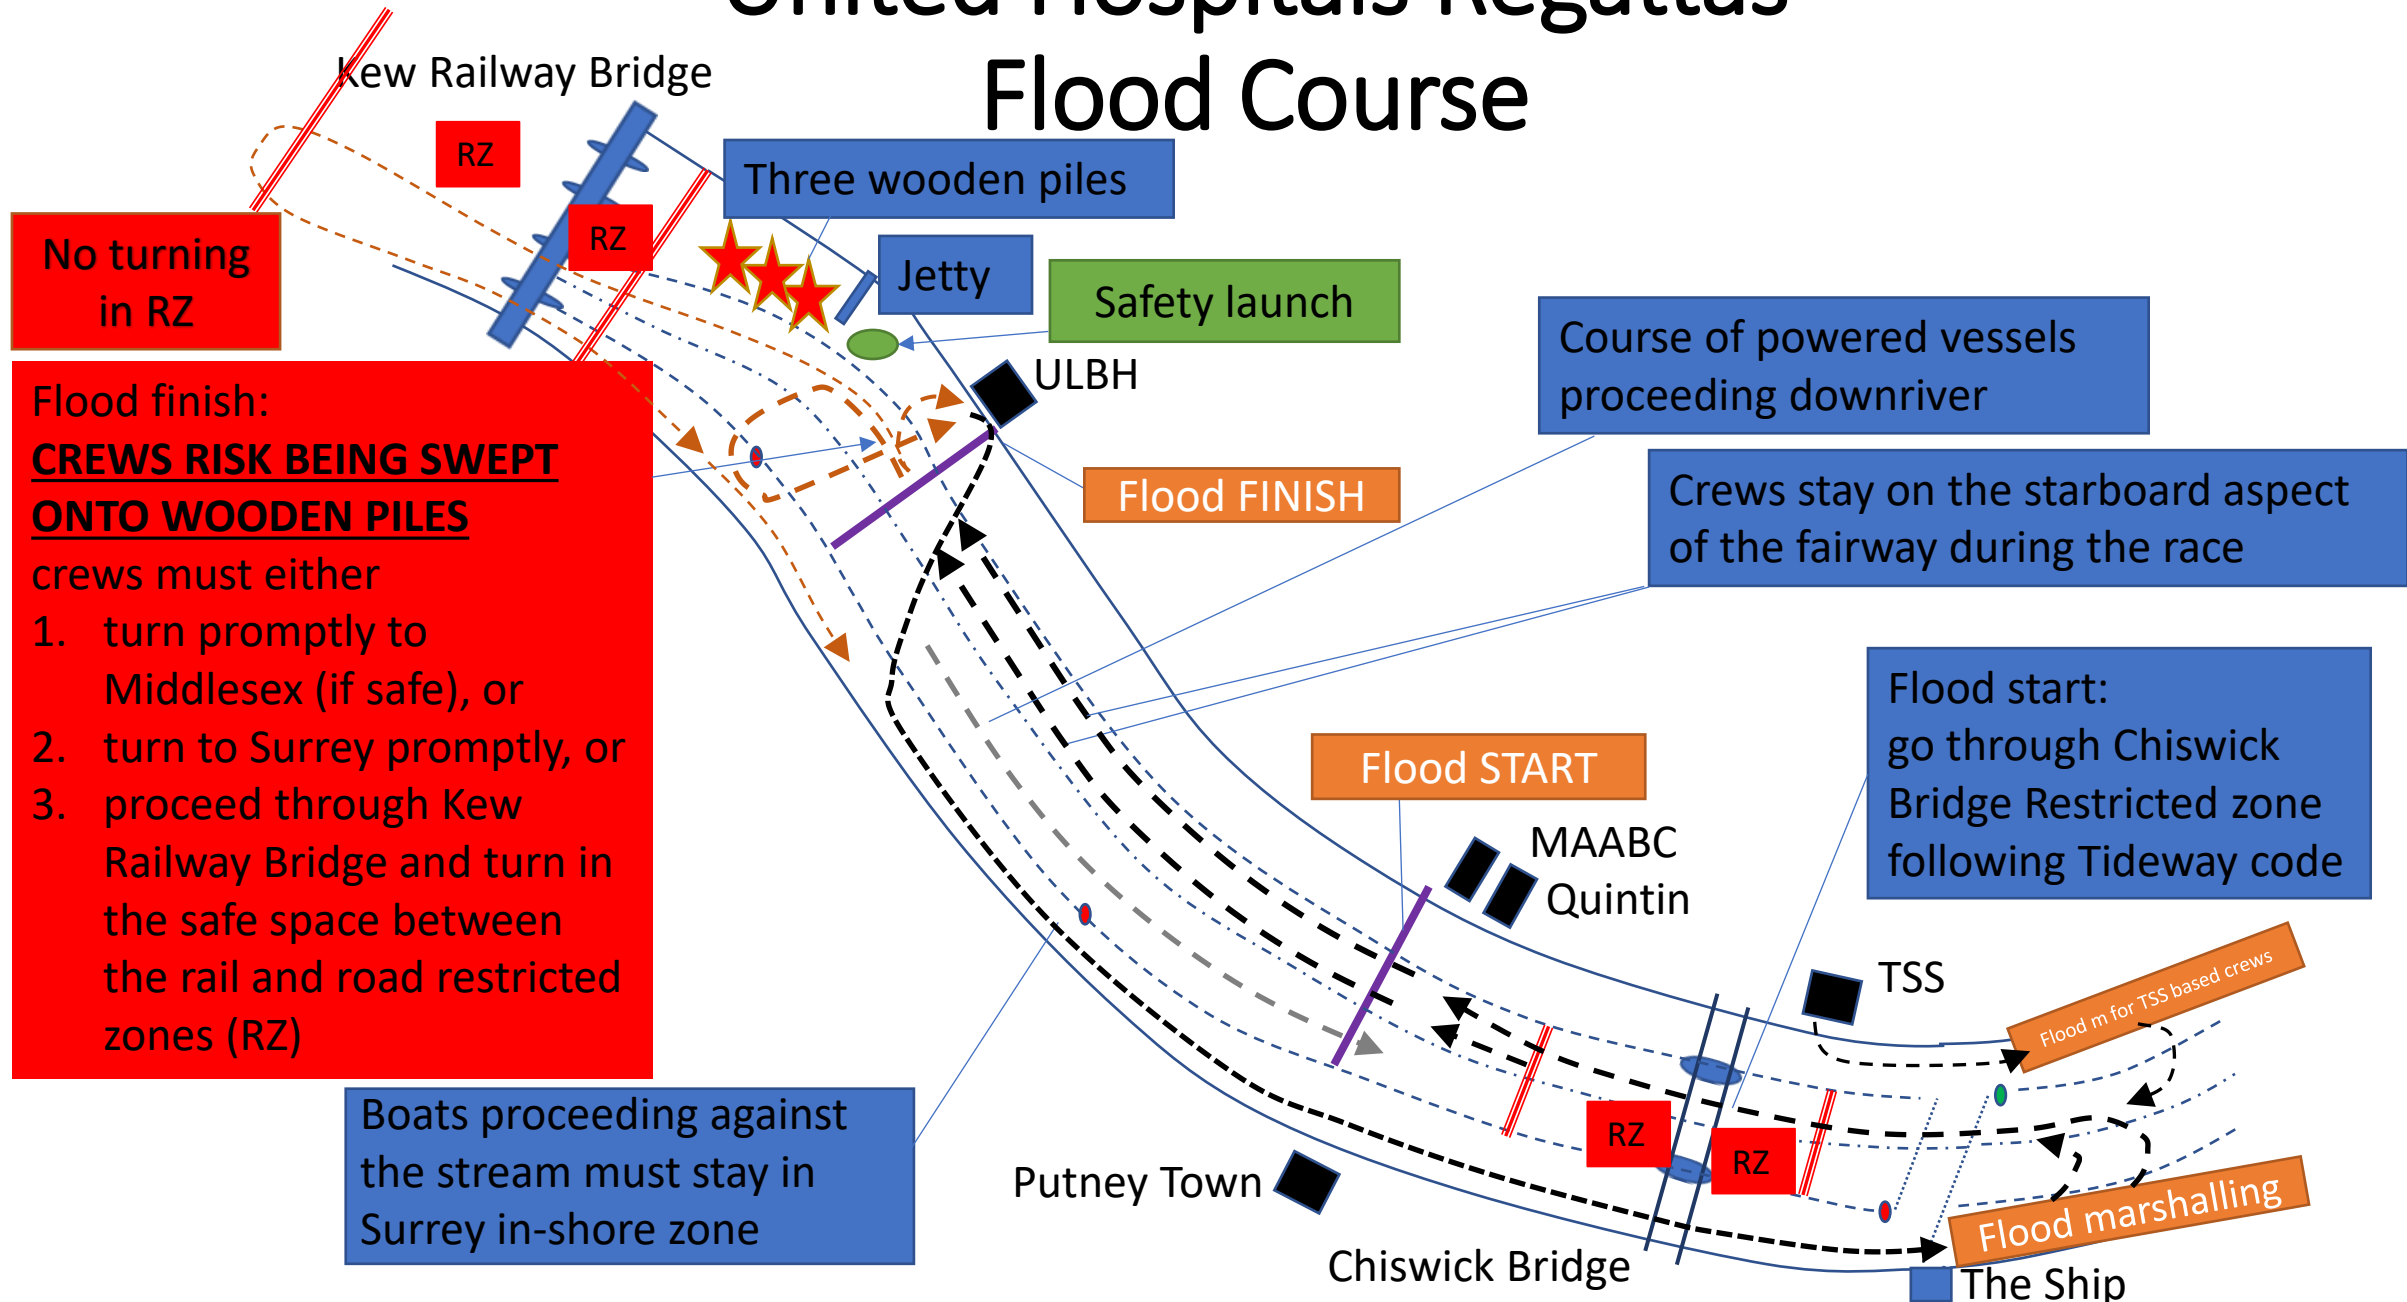 United Hospitals Regattas
Flood Course
Kew Railway Bridge
RZ
RZ
Three wooden piles
Jetty
Safety launch
ULBH
No turning
in RZ
Flood finish:
CREWS RISK BEING SWEPT
ONTO WOODEN PILES
crews must either
1. turn promptly to
Middlesex (if safe), or
2. turn to Surrey promptly, or
3. proceed through Kew
Railway Bridge and turn in
the safe space between
the rail and road restricted
zones (RZ)
Flood FINISH
Course of powered vessels
proceeding downriver
Crews stay on the starboard aspect
of the fairway during the race
Flood start:
go through Chiswick
Bridge Restricted zone
following Tideway code
Flood START
MAABC
Quintin
TSS
Flood m for TSS based crews
RZ
RZ
Boats proceeding against
the stream must stay in
Surrey in-shore zone
Putney Town
Chiswick Bridge
Flood marshalling
The Ship